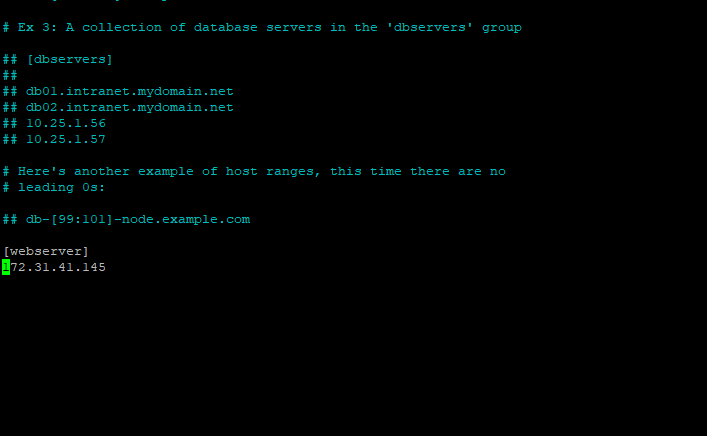 # Ex 3: A collection of database servers in the 'dbservers' group
## [dbservers]
##
## db01.intranet.mydomain.net
## db02.intranet.mydomain.net
## 10.25.1.56
## 10.25.1.57
# Here's another example of host ranges, this time there are no
# leading 0s:
## db-[99:101]-node.example.com
[webserver]
172.31.41.145